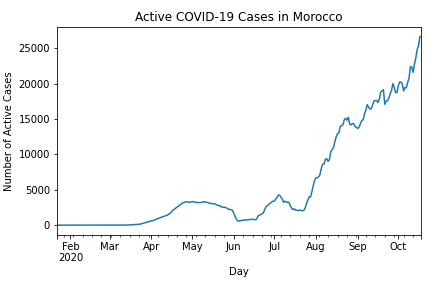 Active COVID-19 Cases in Morocco
Number of Active Cases
25000
20000
15000
10000
5000
0
Feb Mar Apr May Jun Jul Aug Sep Oct
2020
Day